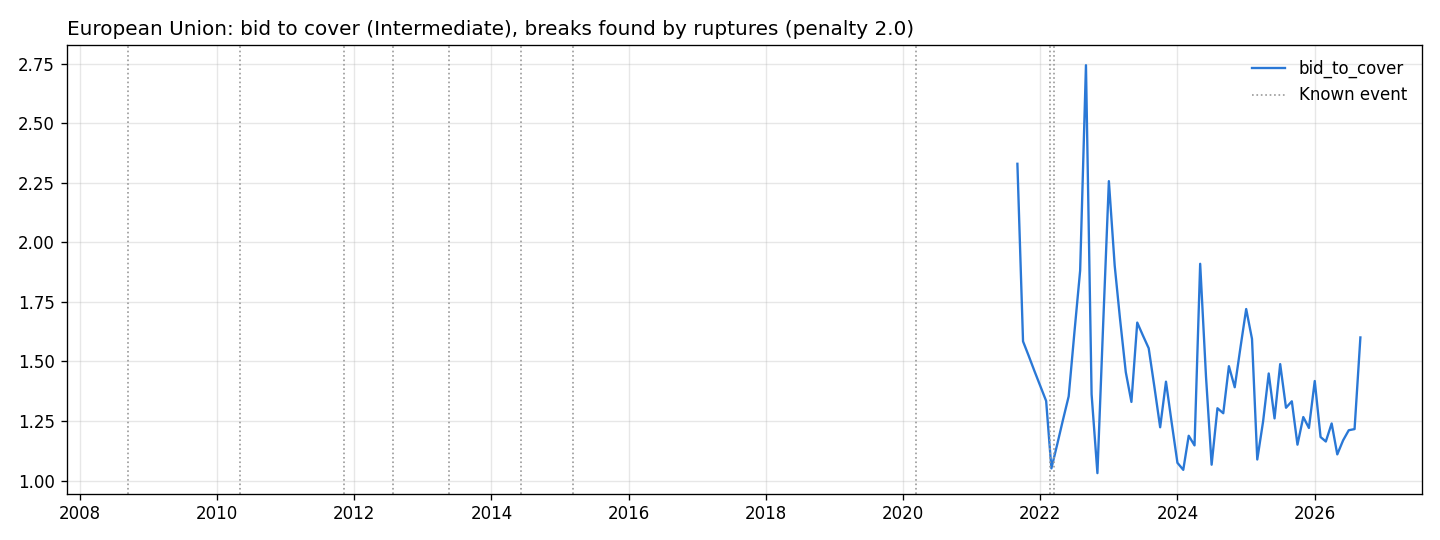 European Union: bid to cover (Intermediate), breaks found by ruptures (penalty 2.0)
bid_to_cover
Known event
2.75
2.50
2.25
2.00
1.75
1.50
1.25
1.00
2008 2010 2012 2014 2016 2018 2020 2022 2024 2026